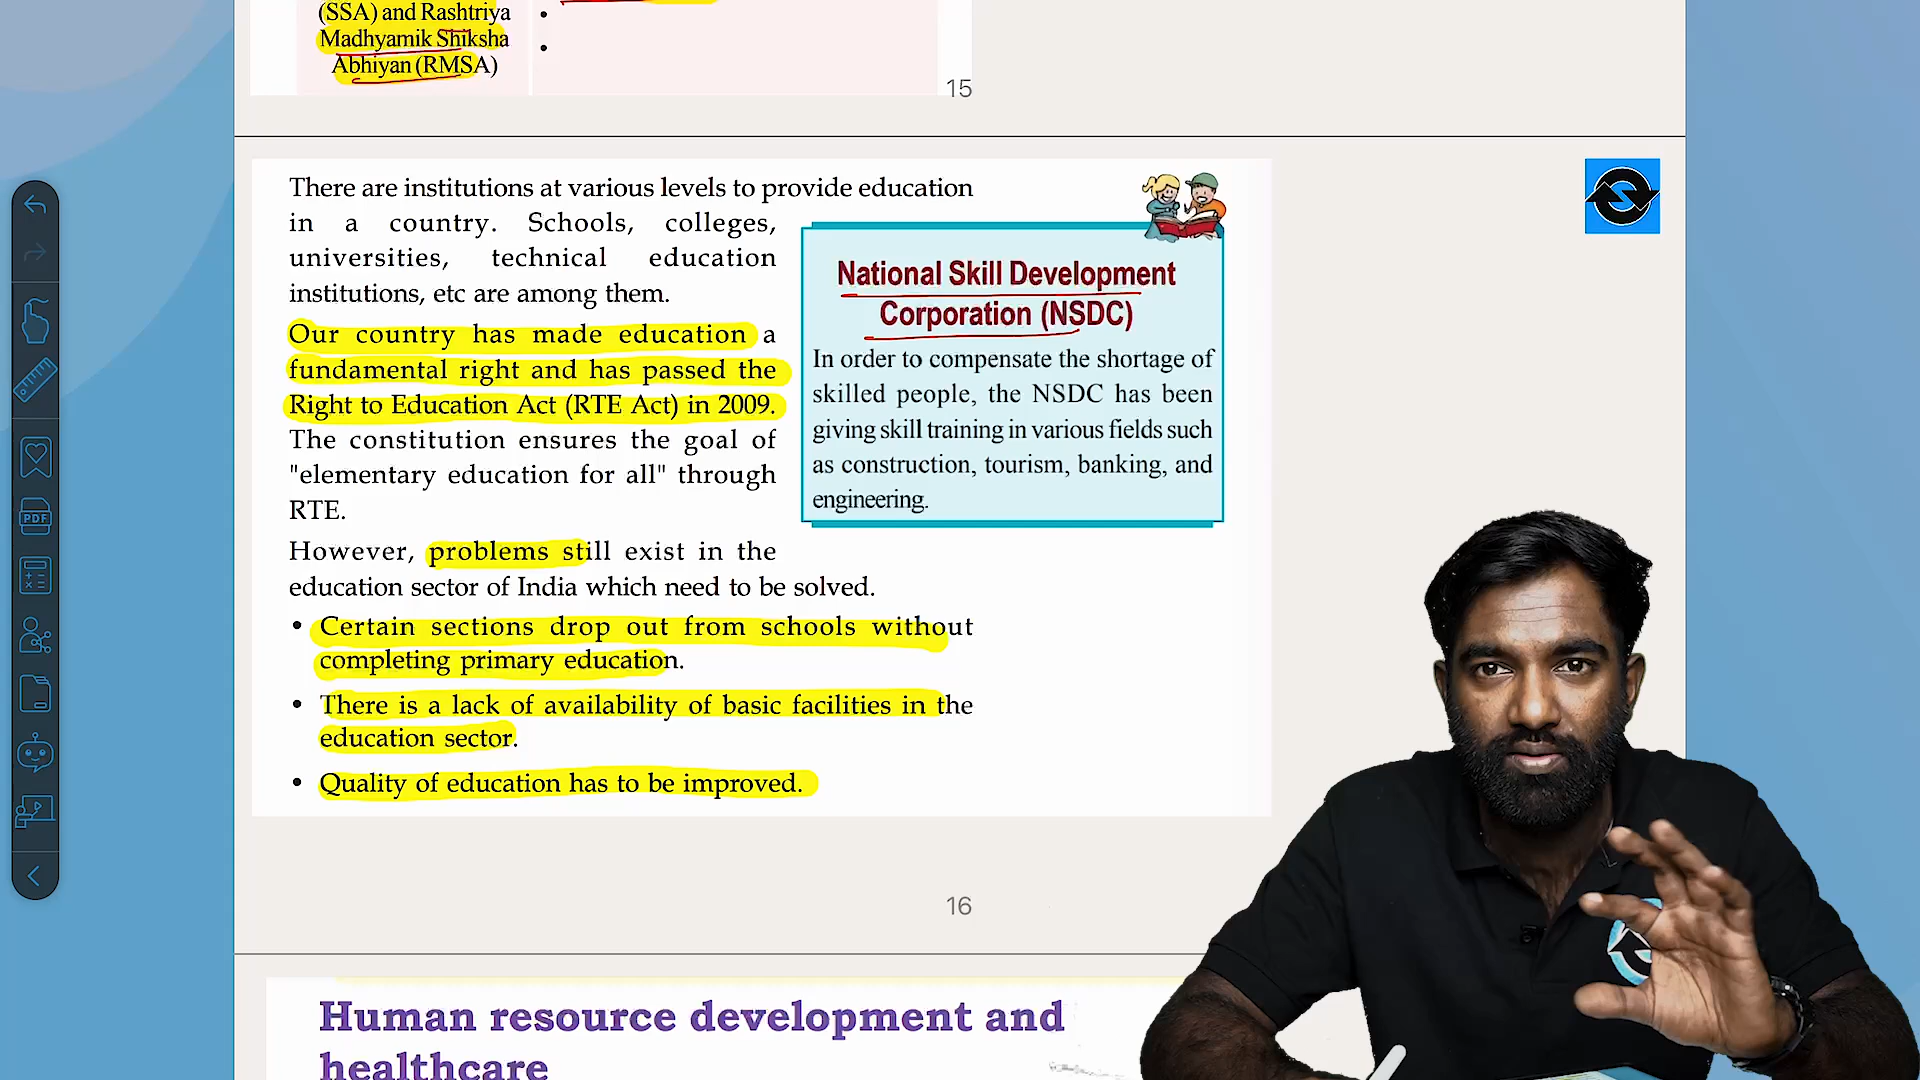 (SSA) and Rashtriya
Madhyamik Shiksha
Abhiyan (RMSA)
15
There are institutions at various levels to provide education
in a country. Schools, colleges,
universities, technical education
institutions, etc are among them.
Our country has made education a
fundamental right and has passed the
Right to Education Act (RTE Act) in 2009.
The constitution ensures the goal of
"elementary education for all" through
RTE.
However, problems still exist in the
education sector of India which need to be solved.
• Certain sections drop out from schools without
completing primary education.
• There is a lack of availability of basic facilities in the
education sector.
• Quality of education has to be improved.
National Skill Development
Corporation (NSDC)
In order to compensate the shortage of
skilled people, the NSDC has been
giving skill training in various fields such
as construction, tourism, banking, and
engineering.
16
Human resource development and
healthcare
PDF